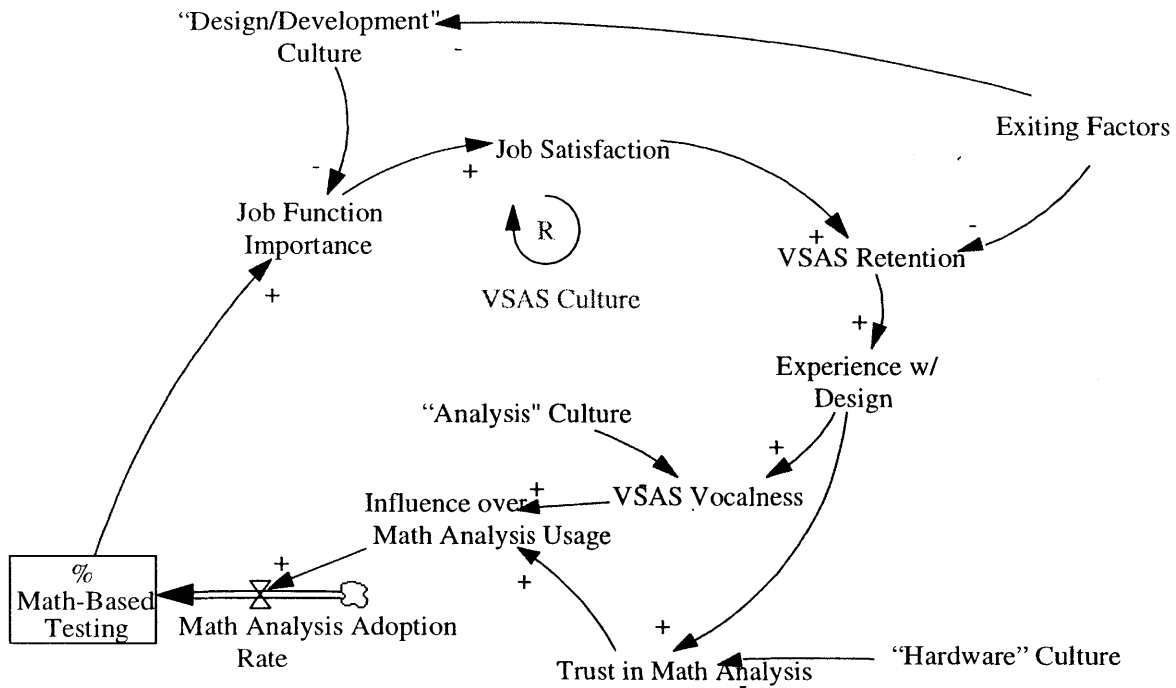 “Design/Development"
Culture
-
Exiting Factors
Job Satisfaction
+
-
Job Function
Importance
R
-
+
VSAS Retention
+
VSAS Culture
+
Experience w/
Design
“Analysis" Culture
+
VSAS Vocalness
-
+
Influence over
Math Analysis Usage
+
+
%
Math-Based
Testing
Math Analysis Adoption
Rate
+
Trust in Math Analysis
-
“Hardware” Culture